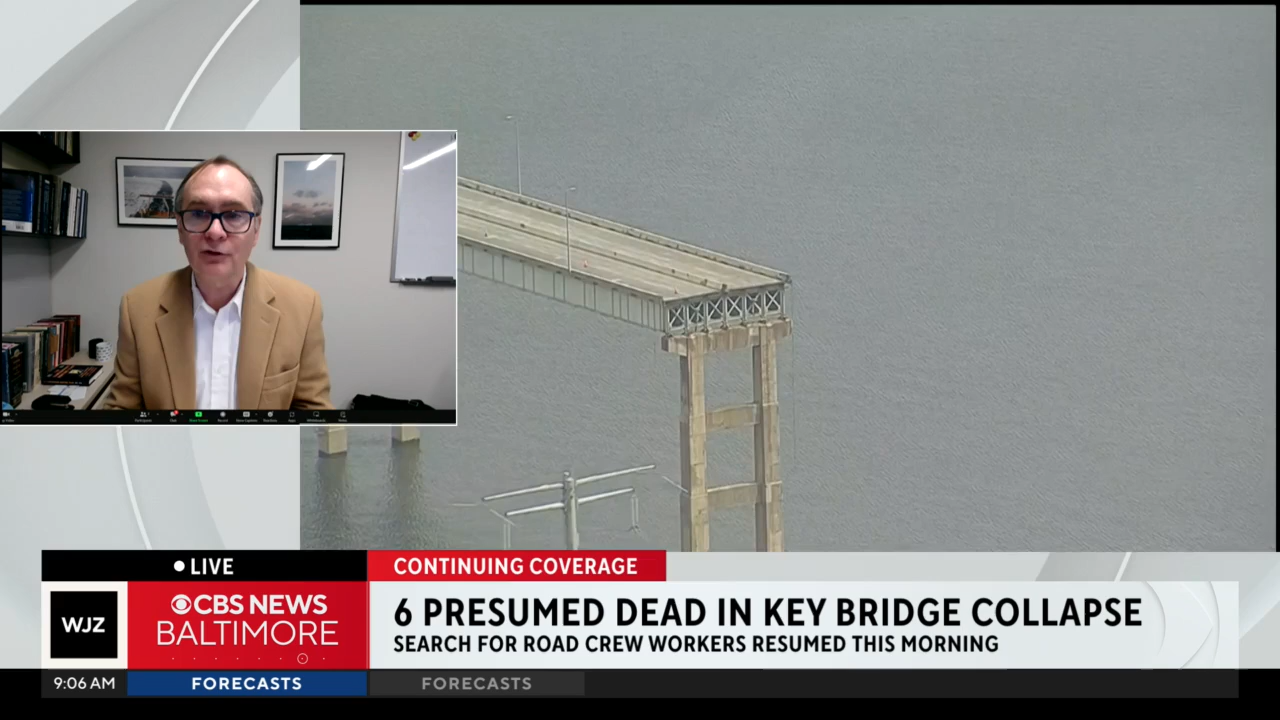 LIVE
CONTINUING COVERAGE
WJZ
CBS NEWS
BALTIMORE
6 PRESUMED DEAD IN KEY BRIDGE COLLAPSE
SEARCH FOR ROAD CREW WORKERS RESUMED THIS MORNING
9:06 AM
FORECASTS
FORECASTS